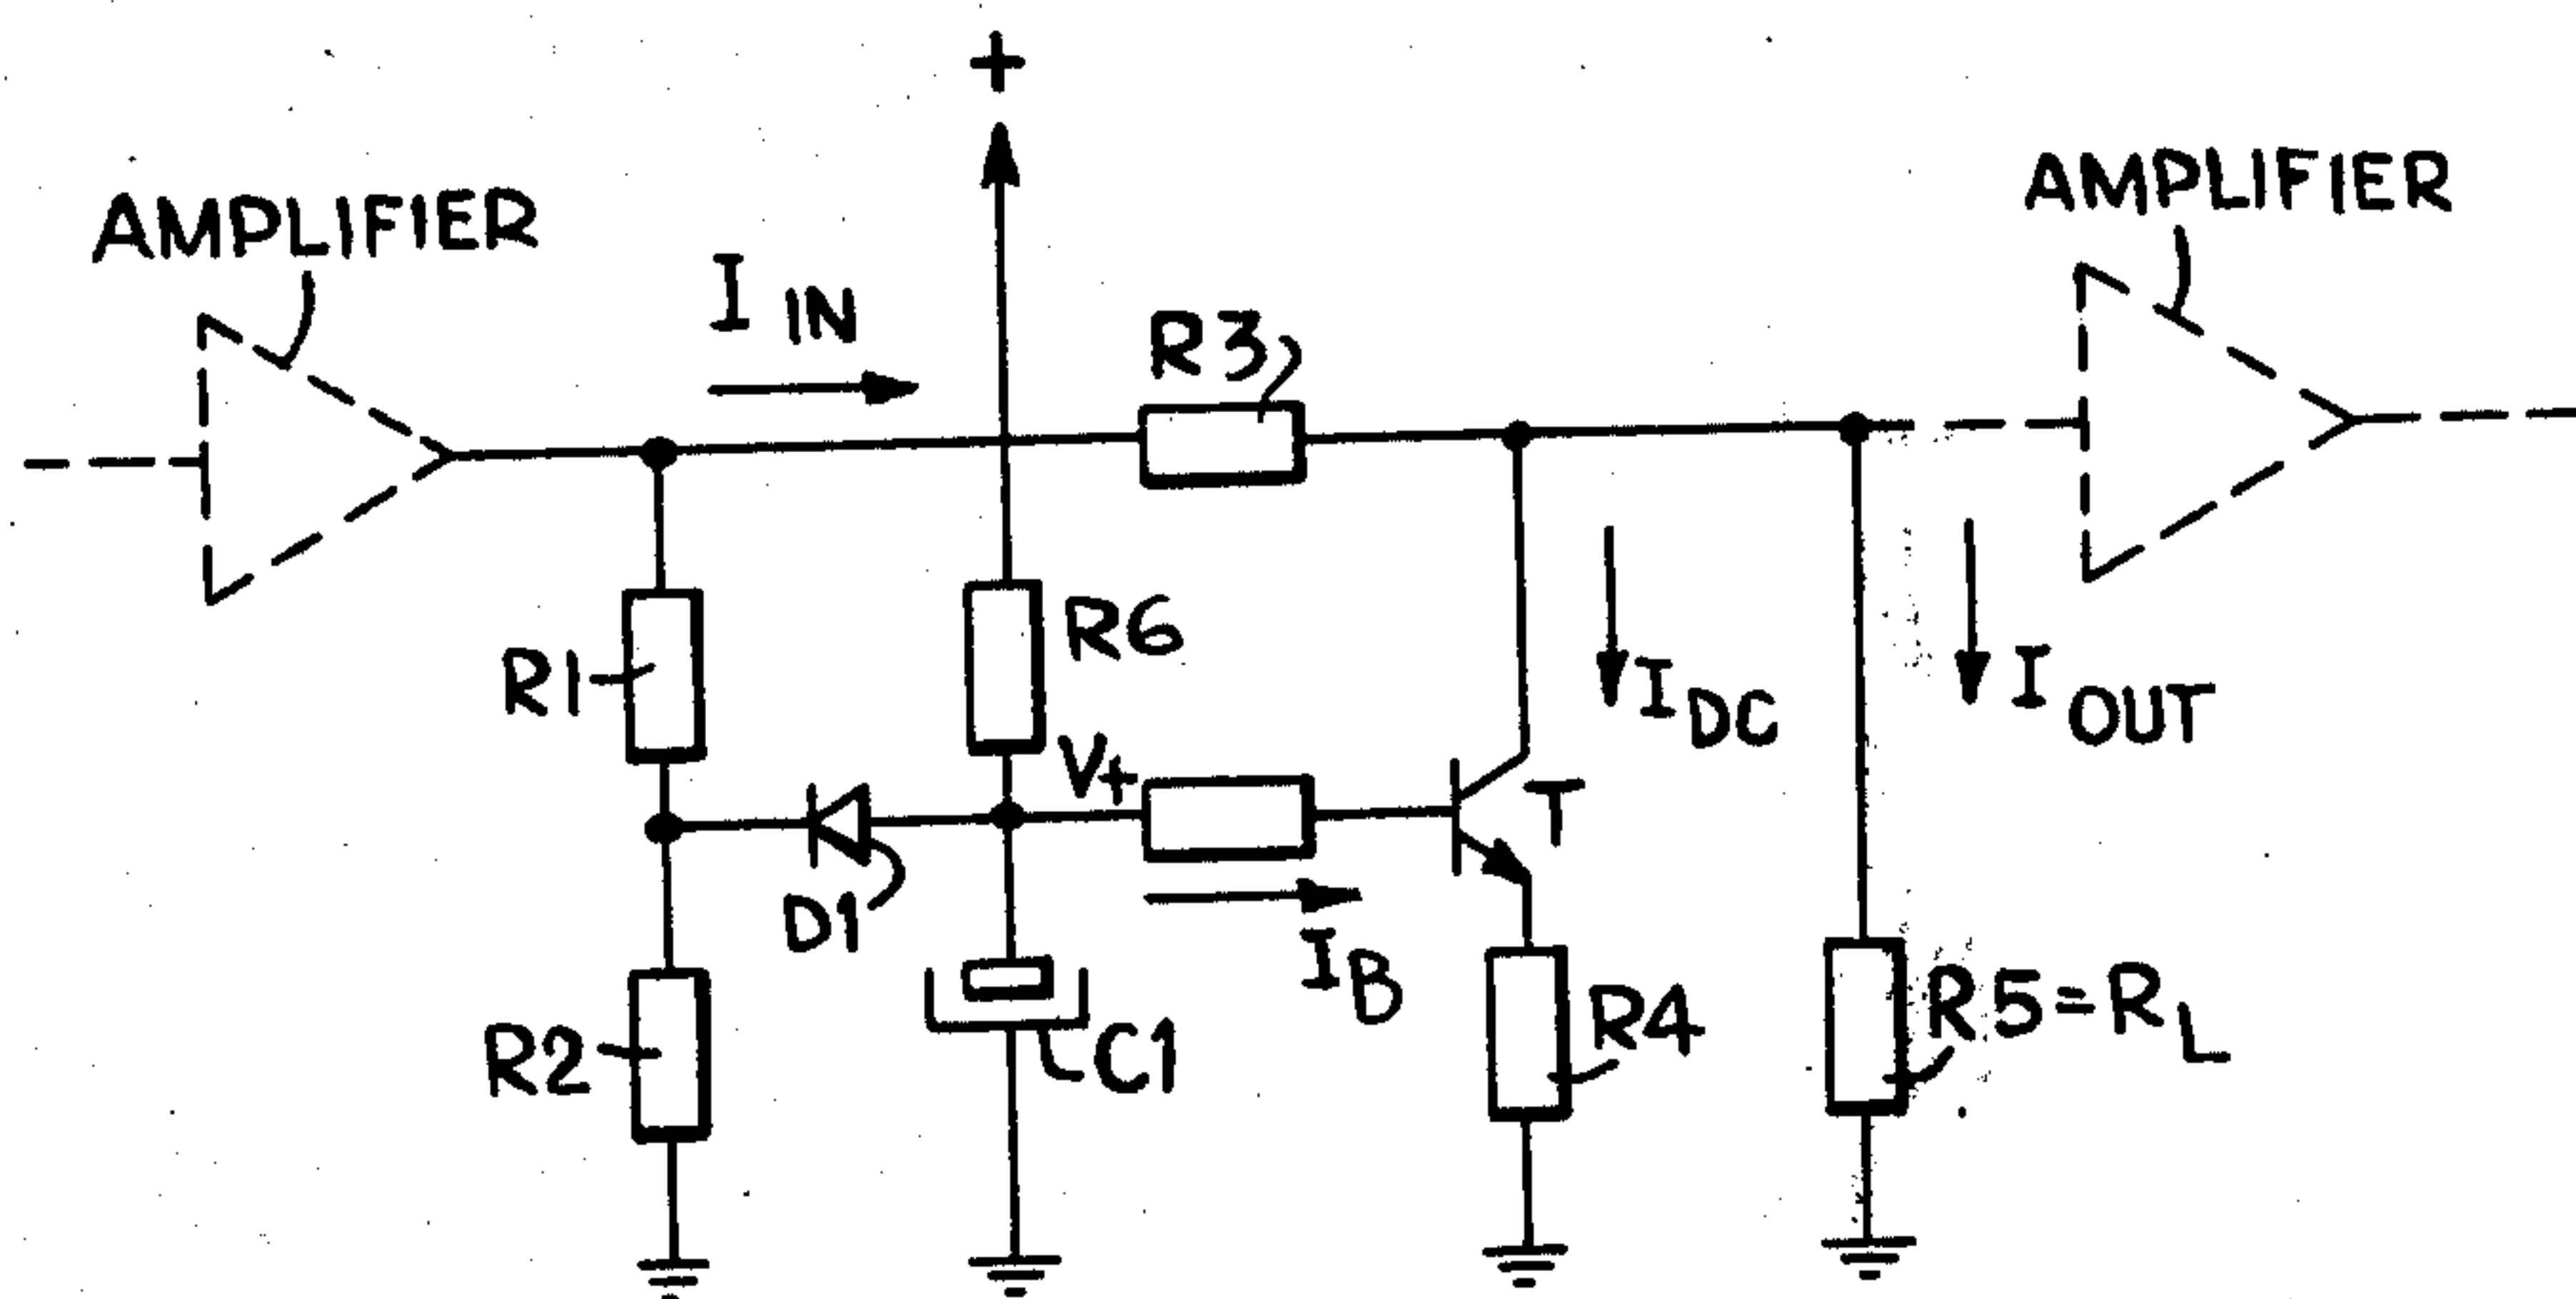 +
AMPLIFIER
AMPLIFIER
I IN
R3
R1
R6
I DC
I OUT
V+
T
D1
I B
R2
C1
R4
R5=RL